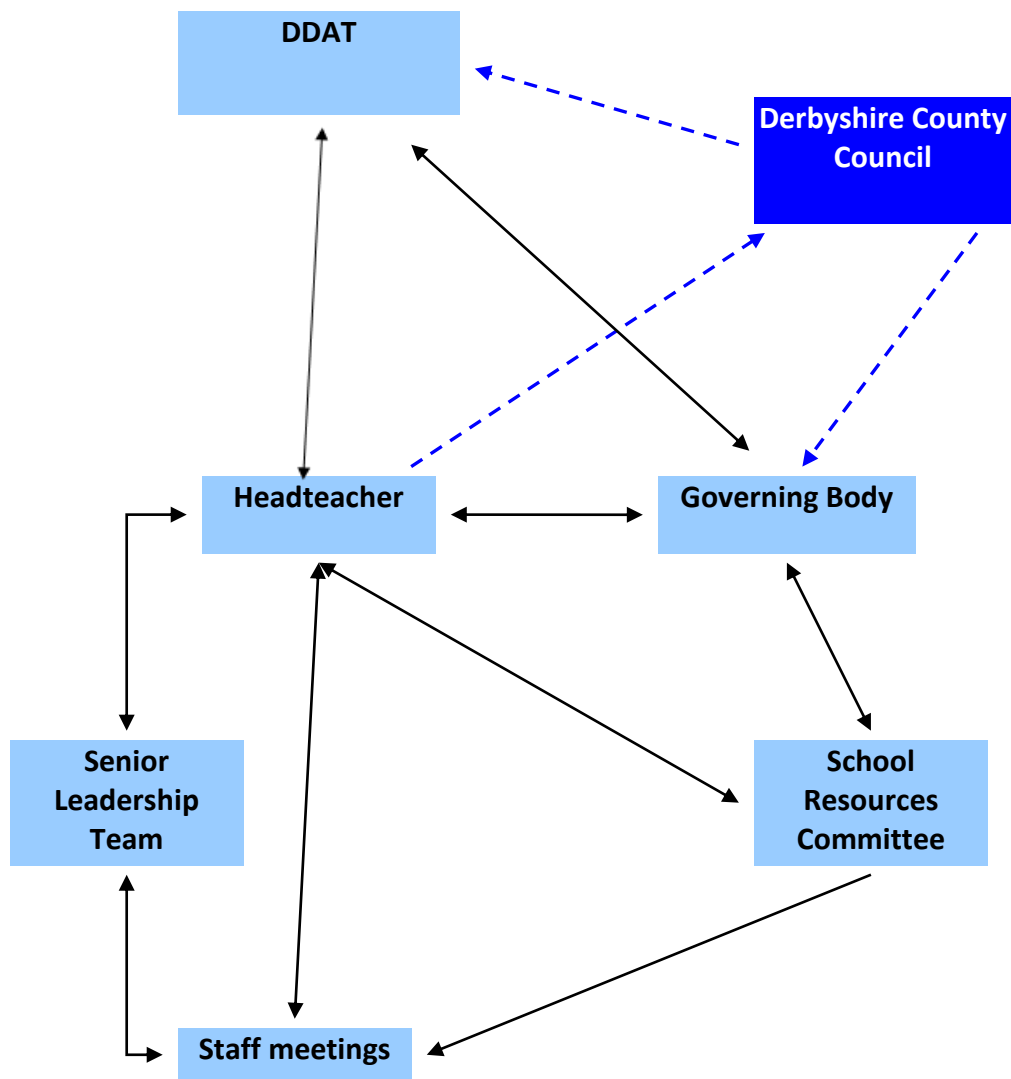 DDAT
Derbyshire County
Council
Headteacher
Governing Body
Senior
Leadership
Team
School
Resources
Committee
Staff meetings